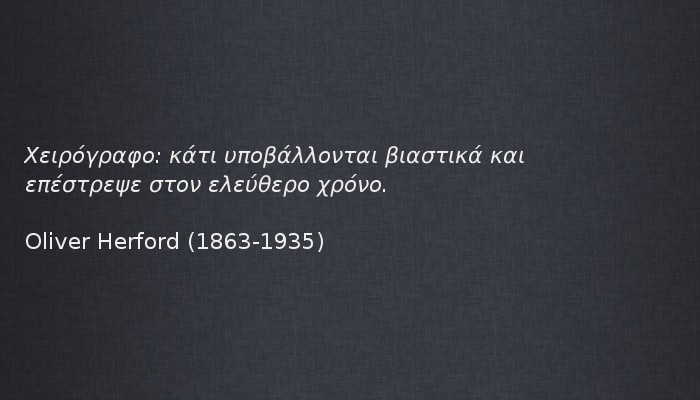 Χειρόγραφο: κάτι υποβάλλονται βιαστικά και
επέστρεψε στον ελεύθερο χρόνο.
Oliver Herford (1863-1935)